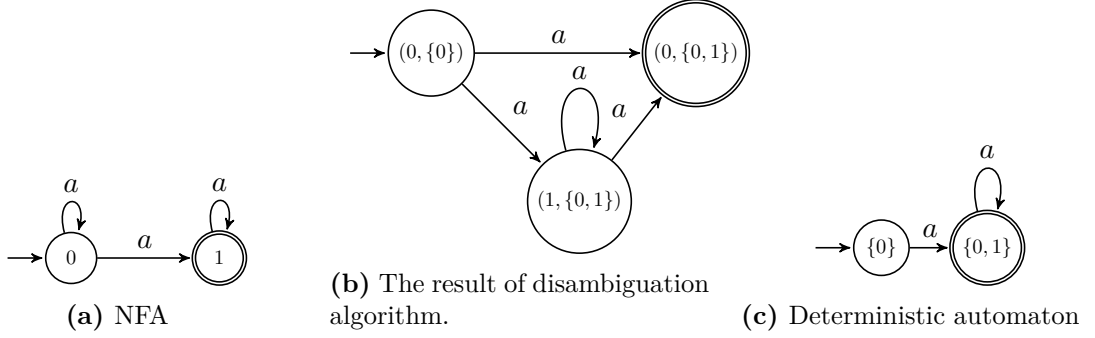 a
a
0
a
1
(a) NFA
(0, {0})
a
(0, {0, 1})
a
a
a
(1, {0, 1})
(b) The result of disambiguation
algorithm.
a
{0}
a
{0, 1}
(c) Deterministic automaton